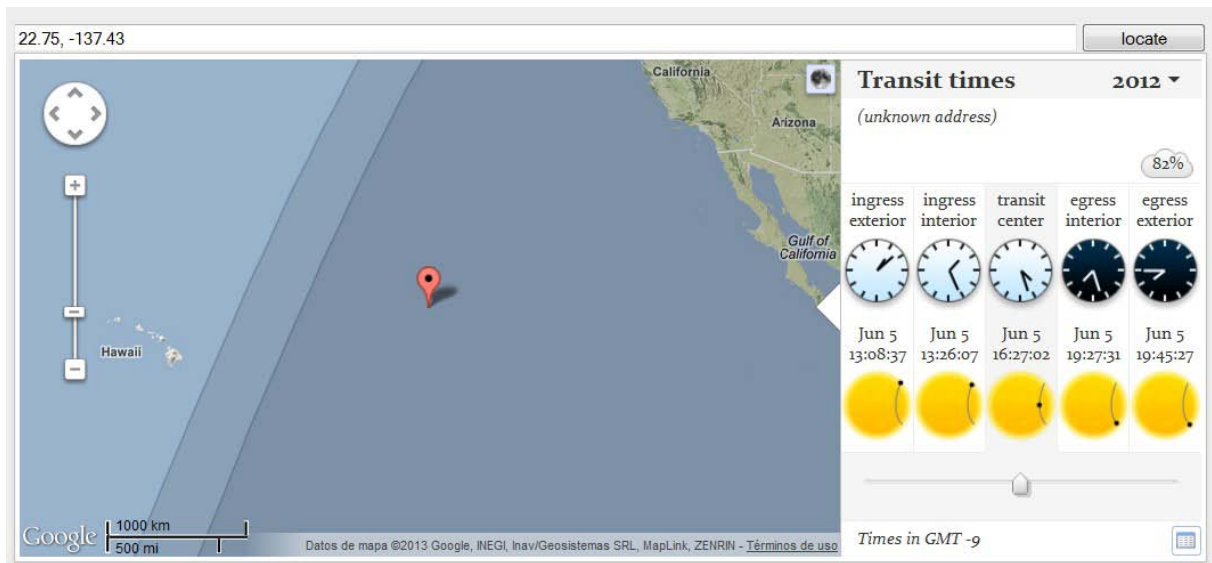 22.75, -137.43
locate
California
Arizona
Gulf of
California
Hawaii
Google
1000 km
500 mi
Datos de mapa ©2013 Google, INEGI, Inav/Geosistemas SRL, MapLink, ZENRIN - Términos de uso
Transit times 2012
(unknown address)
82%
ingress exterior ingress interior transit center egress interior egress exterior
Jun 5 Jun 5 Jun 5 Jun 5 Jun 5
13:08:37 13:26:07 16:27:02 19:27:31 19:45:27
Times in GMT -9